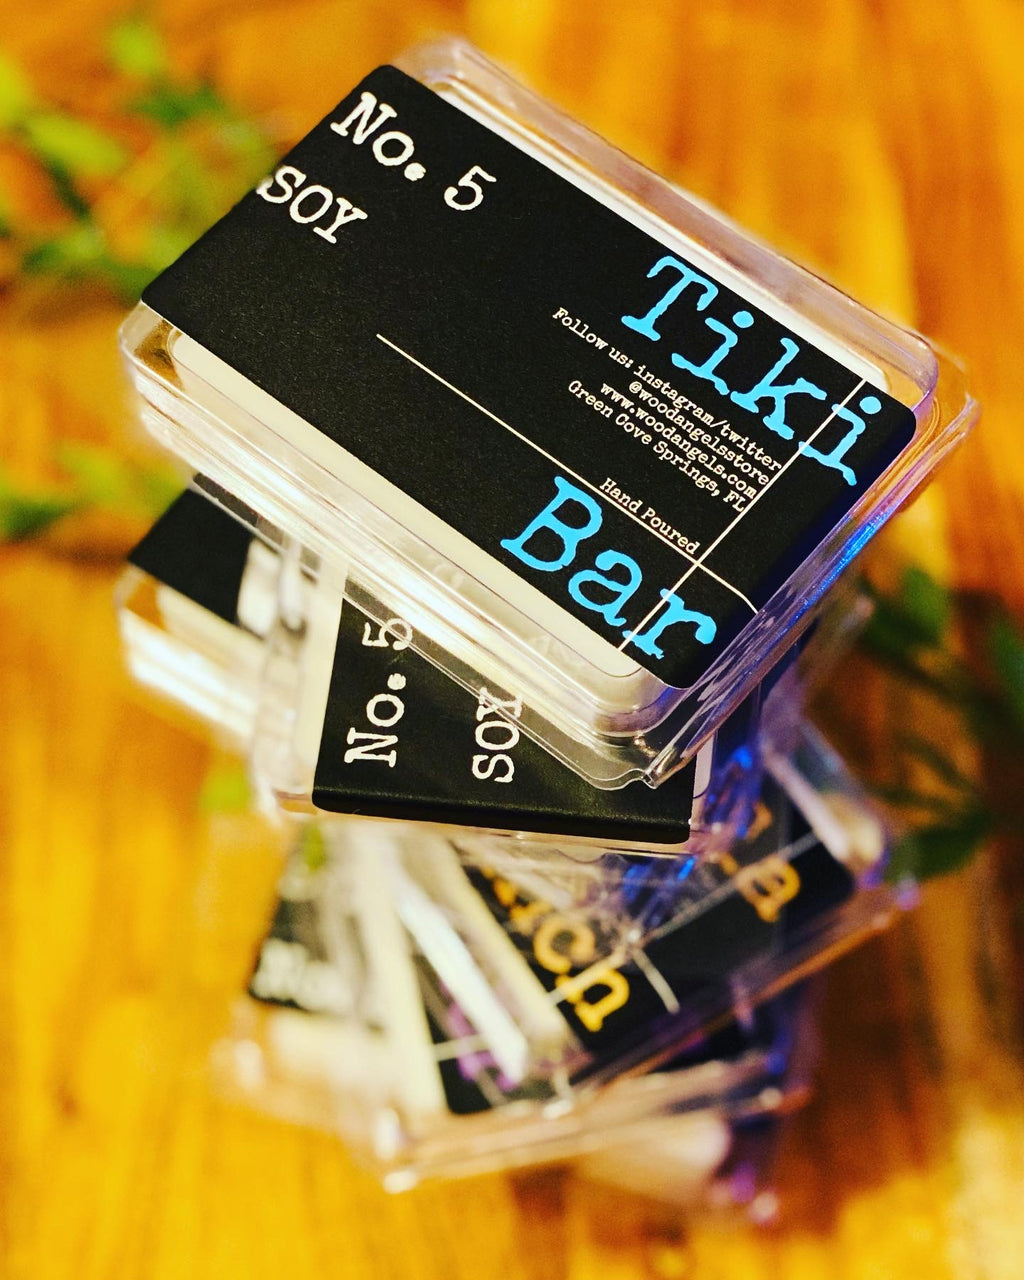 No. 5
SOY
Tiki
Follow us: instagram/twitter
@woodangelsstore
www.woodangels.com
Green Cove Springs, FL
Hand Poured
Bar
No. 5
SOY